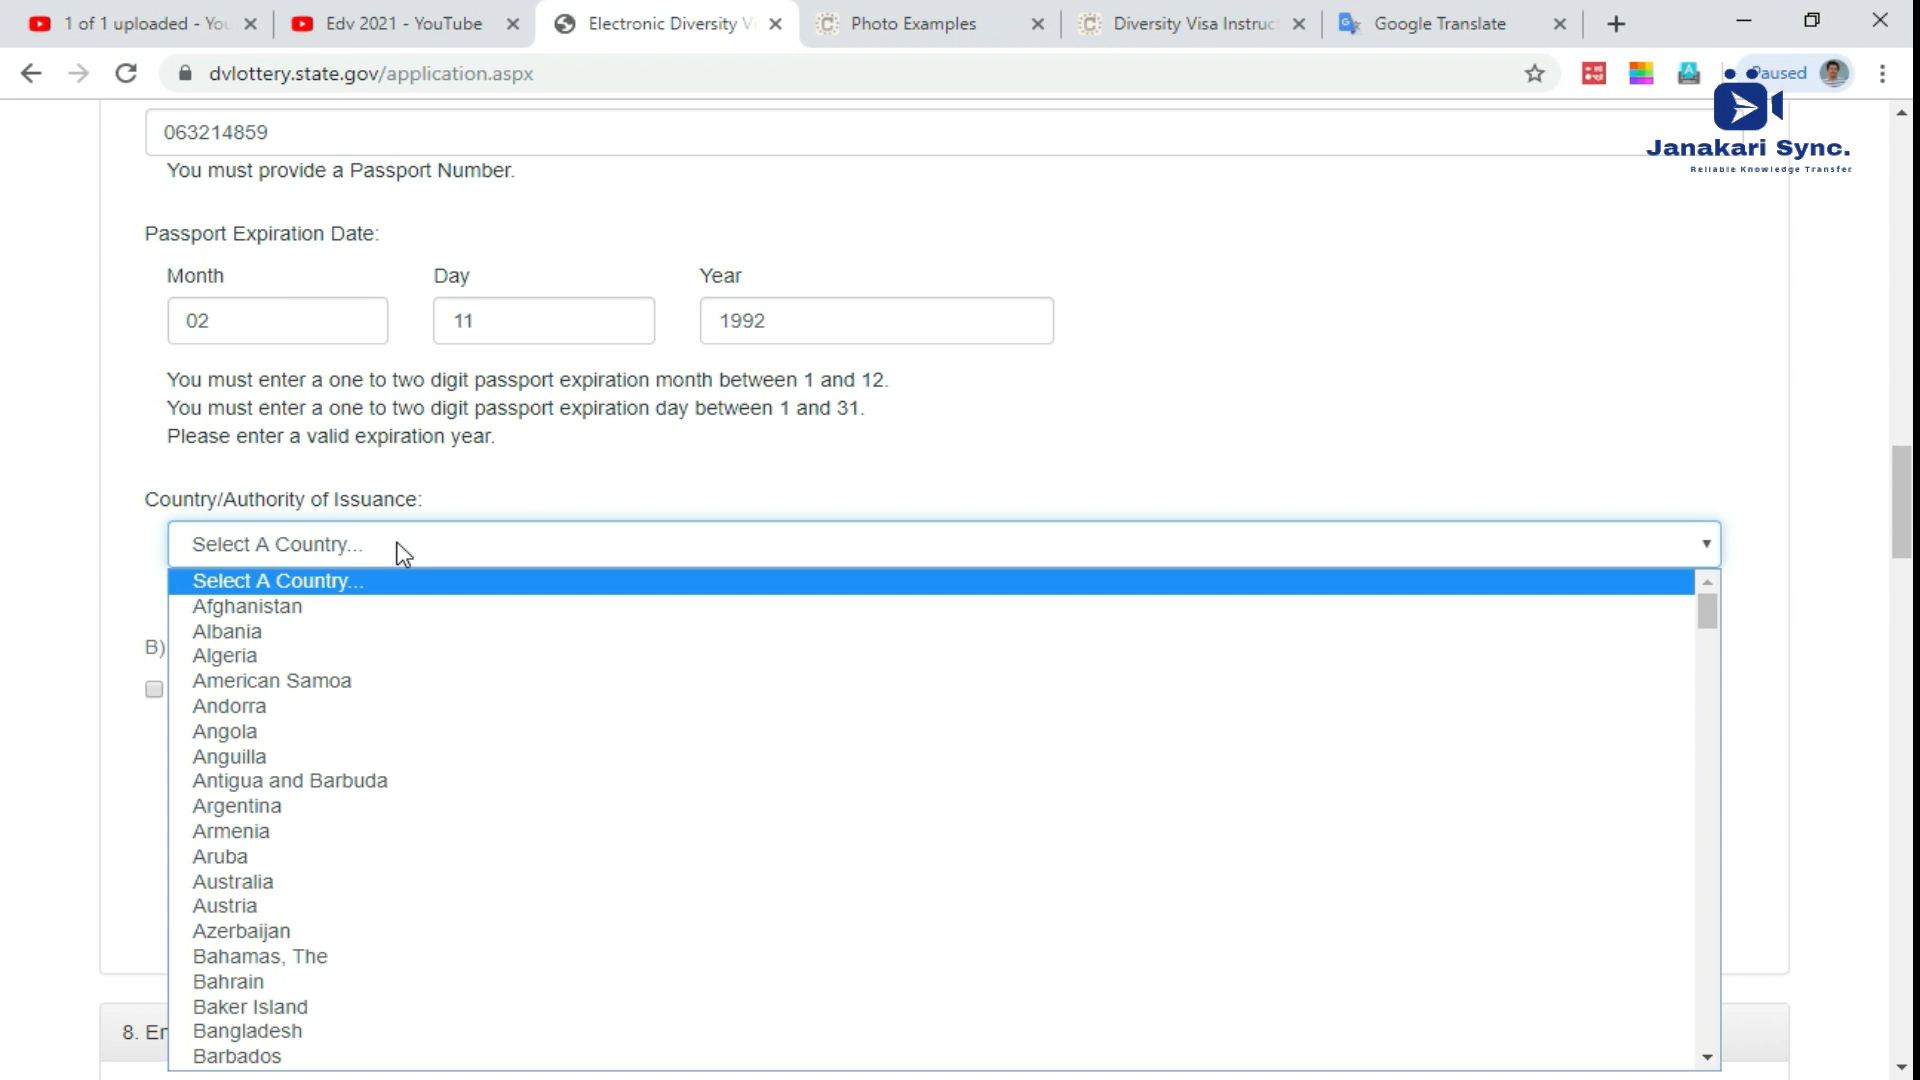 1 of 1 uploaded - You
Edv 2021 - YouTube
Electronic Diversity Vi
Photo Examples
Diversity Visa Instruct
Google Translate
dvlottery.state.gov/application.aspx
Paused
Janakari Sync.
Reliable Knowledge Transfer
063214859
You must provide a Passport Number.
Passport Expiration Date:
Month Day Year
02 11 1992
You must enter a one to two digit passport expiration month between 1 and 12.
You must enter a one to two digit passport expiration day between 1 and 31.
Please enter a valid expiration year.
Country/Authority of Issuance:
Select A Country...
Select A Country...
Afghanistan
Albania
B)
Algeria
American Samoa
Andorra
Angola
Anguilla
Antigua and Barbuda
Argentina
Armenia
Aruba
Australia
Austria
Azerbaijan
Bahamas, The
Bahrain
Baker Island
Bangladesh
8. En
Barbados